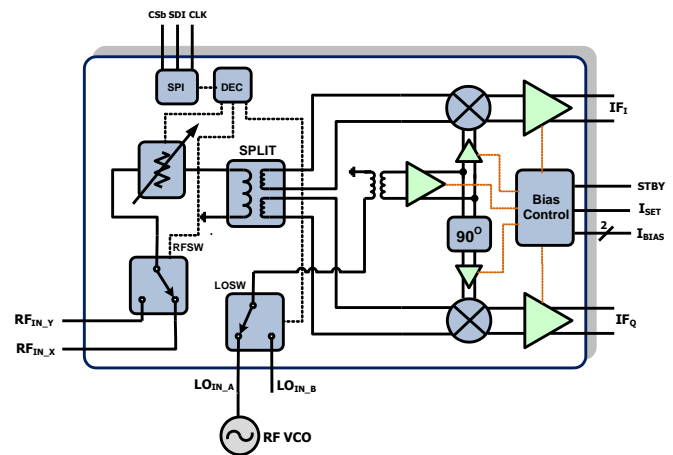 CSb SDI CLK
SPI
DEC
IF_I
SPLIT
Bias
Control
STBY
I_SET
2
I_BIAS
90^O
RFSW
LOSW
RF_IN_Y
IF_Q
RF_IN_X
LO_IN_A
LO_IN_B
RF VCO